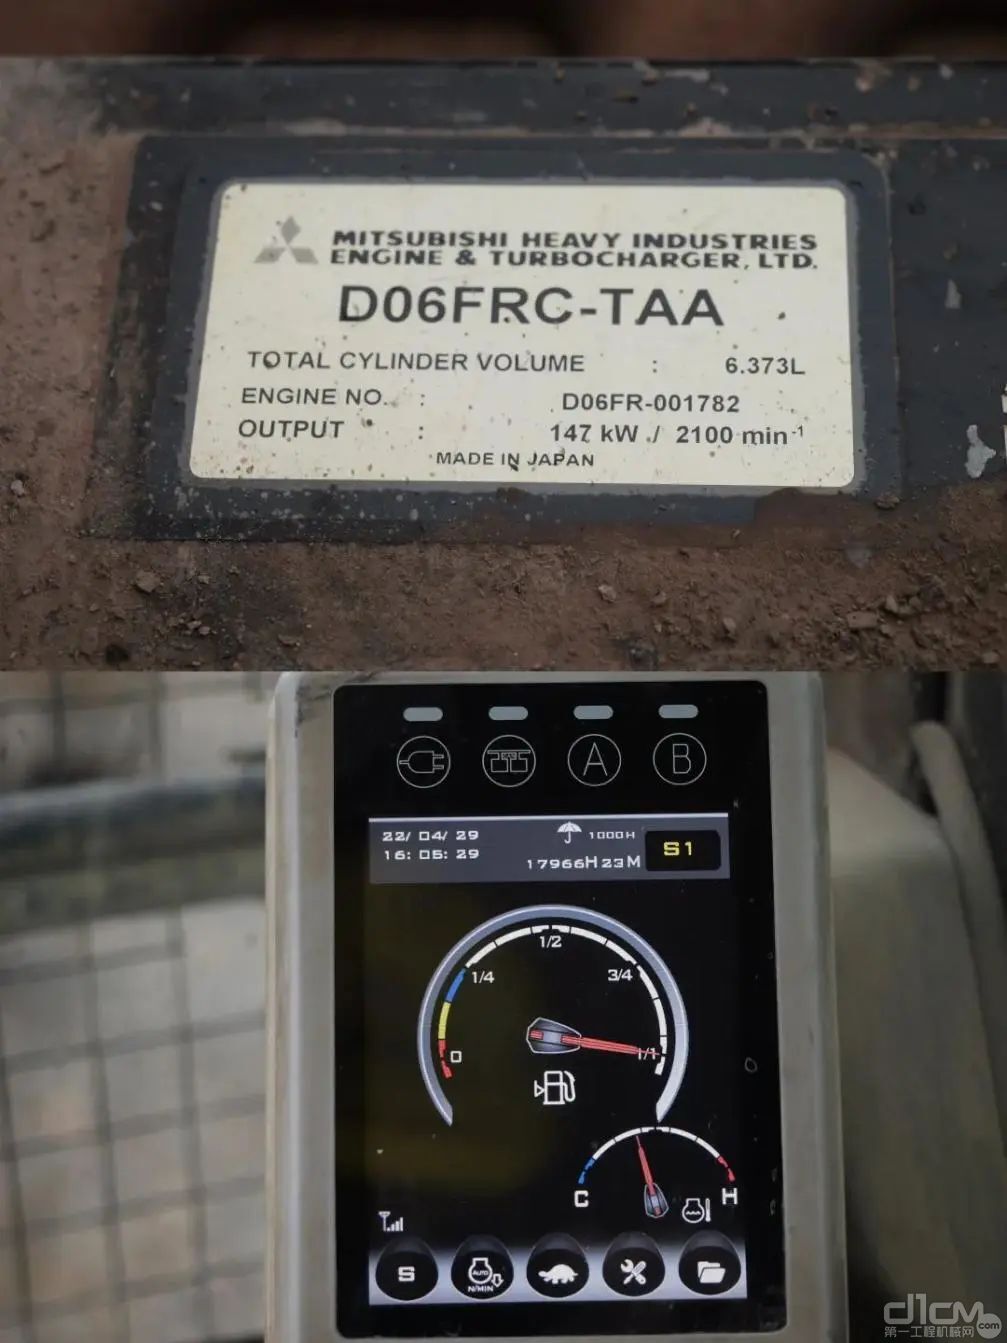 MITSUBISHI HEAVY INDUSTRIES
ENGINE & TURBOCHARGER, LTD.
D06FRC-TAA
TOTAL CYLINDER VOLUME : 6.373L
ENGINE NO. : D06FR-001782
OUTPUT : 147 kW / 2100 min-1
MADE IN JAPAN
A B
22/ 04/ 29 1000H
16: 05: 29 17966H 23M S1
1/2
1/4 3/4
0 1/1
C H
S AUTO
N/MIN
d1cm
第一工程机械网 .com